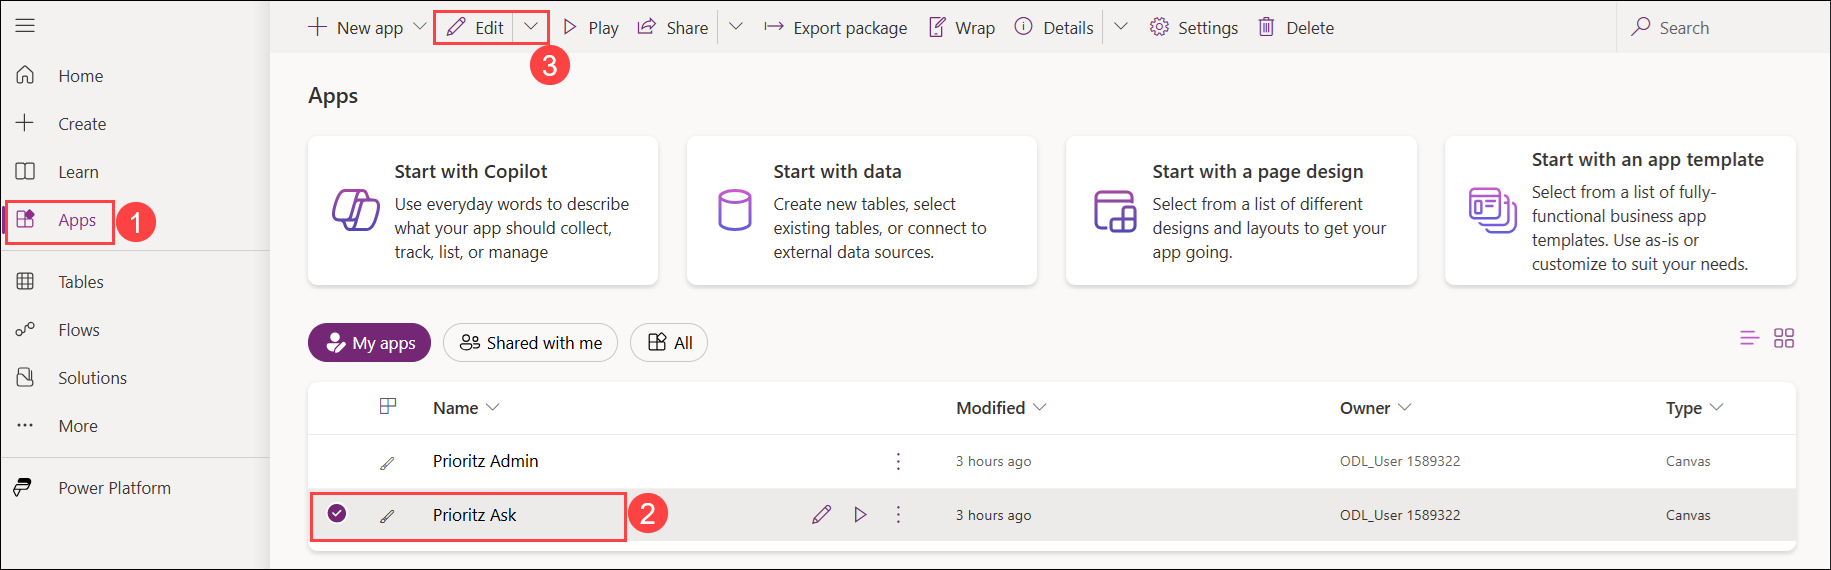 New app
Edit
Play
Share
Export package
Wrap
Details
Settings
Delete
Search
3
Home
Create
Learn
Apps
1
Tables
Flows
Solutions
More
Power Platform
Apps
Start with Copilot
Use everyday words to describe
what your app should collect,
track, list, or manage
Start with data
Create new tables, select
existing tables, or connect to
external data sources.
Start with a page design
Select from a list of different
designs and layouts to get your
app going.
Start with an app template
Select from a list of fully-
functional business app
templates. Use as-is or
customize to suit your needs.
My apps
Shared with me
All
Name
Modified
Owner
Type
Prioritz Admin
3 hours ago
ODL_User 1589322
Canvas
Prioritz Ask
2
3 hours ago
ODL_User 1589322
Canvas